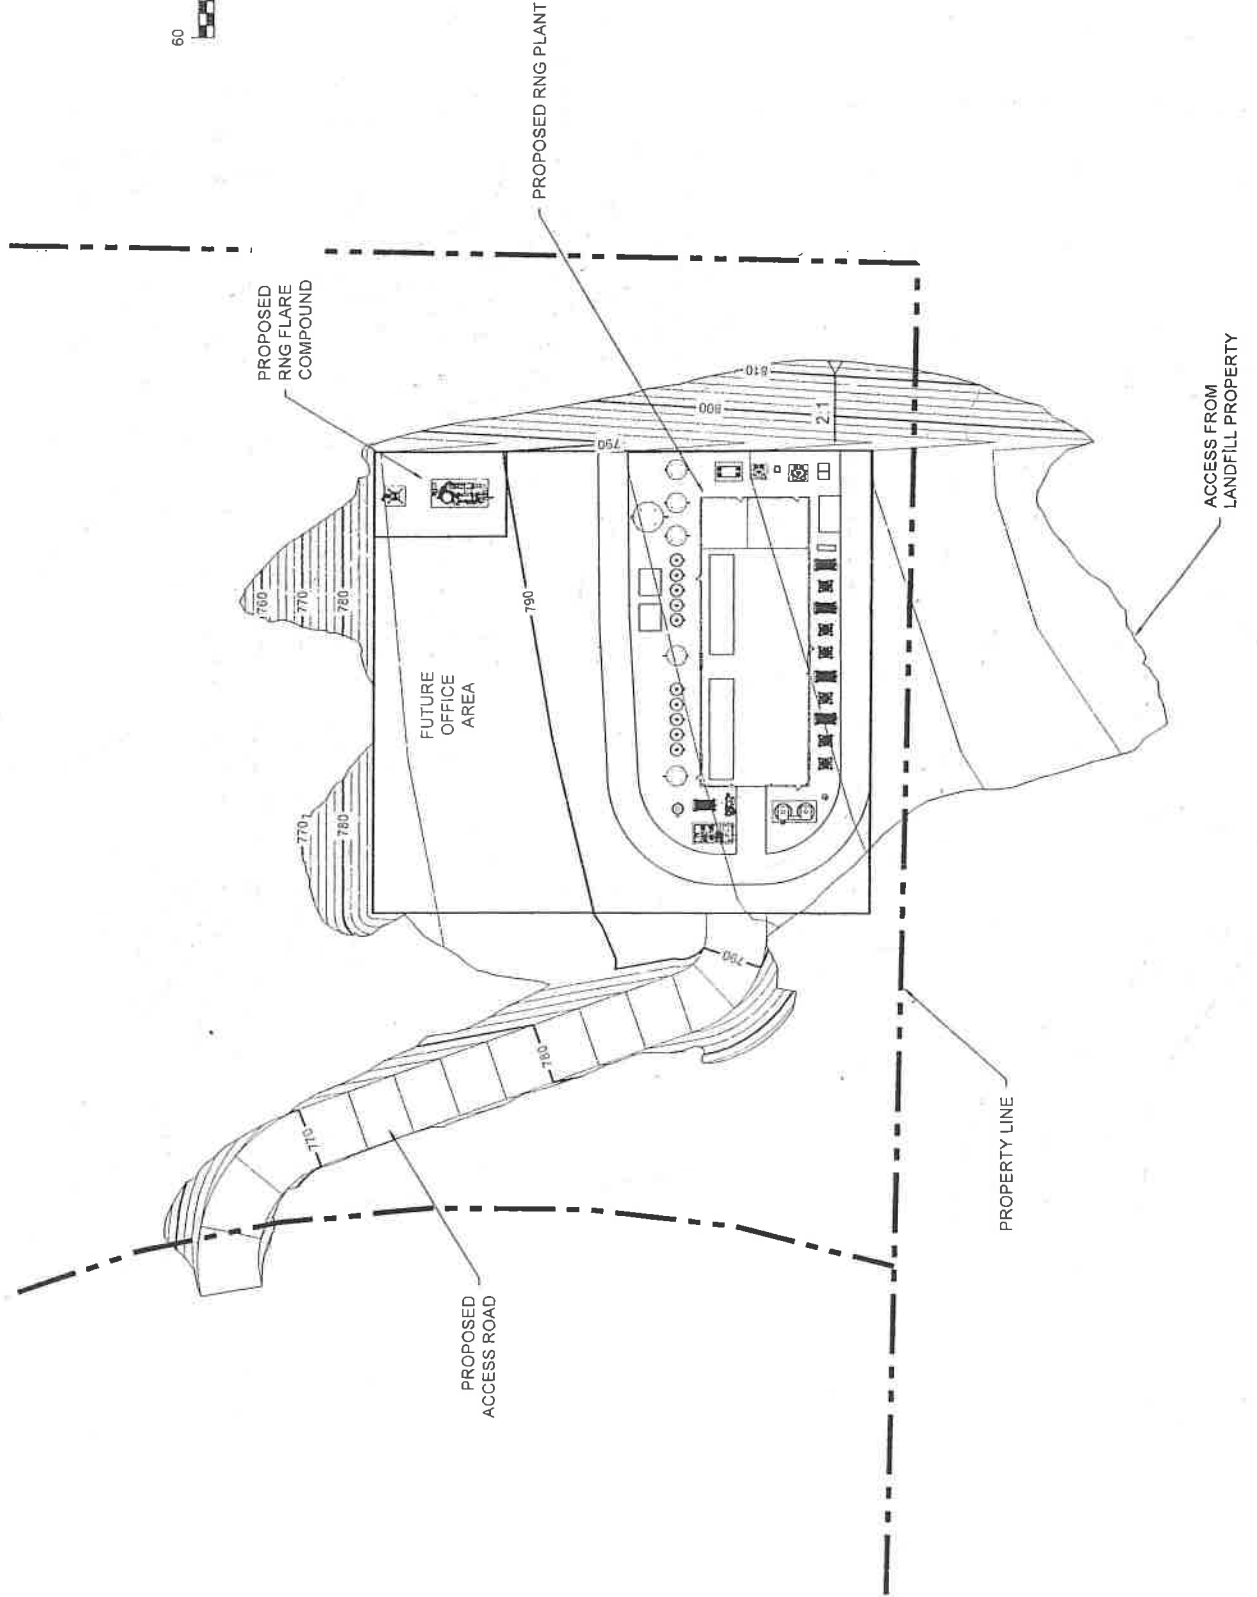 60
PROPOSED RNG PLANT
PROPOSED
RNG FLARE
COMPOUND
810
800
2:1
790
760
770
780
790
FUTURE
OFFICE
AREA
770
780
790
780
770
ACCESS FROM
LANDFILL PROPERTY
PROPERTY LINE
PROPOSED
ACCESS ROAD